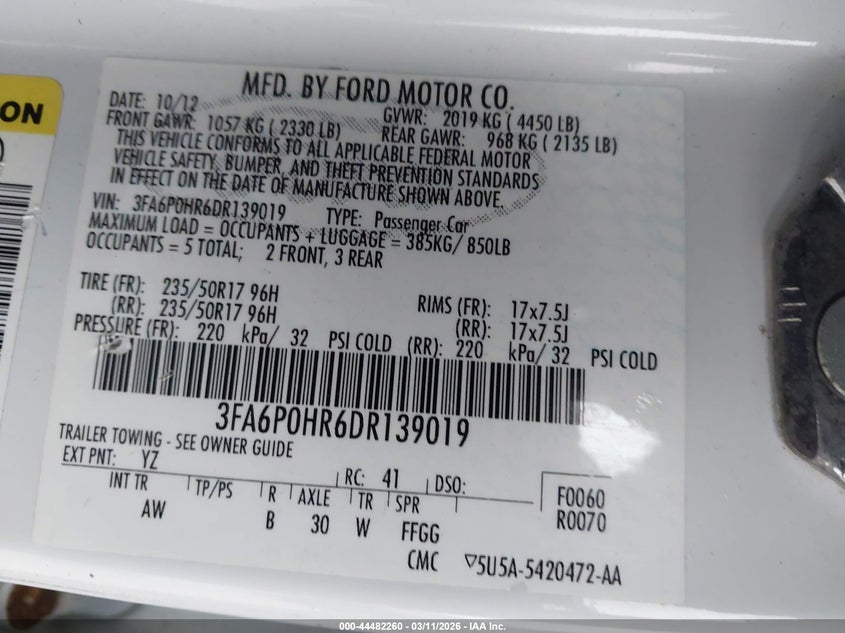 ON
MFD. BY FORD MOTOR CO.
DATE: 10/12
GVWR: 2019 KG ( 4450 LB)
FRONT GAWR: 1057 KG ( 2330 LB)
REAR GAWR: 968 KG ( 2135 LB)
THIS VEHICLE CONFORMS TO ALL APPLICABLE FEDERAL MOTOR
VEHICLE SAFETY, BUMPER, AND THEFT PREVENTION STANDARDS
IN EFFECT ON THE DATE OF MANUFACTURE SHOWN ABOVE.
VIN: 3FA6P0HR6DR139019 TYPE: Passenger Car
MAXIMUM LOAD = OCCUPANTS + LUGGAGE = 385KG/ 850LB
OCCUPANTS = 5 TOTAL; 2 FRONT, 3 REAR
TIRE (FR): 235/50R17 96H RIMS (FR): 17x7.5J
(RR): 235/50R17 96H (RR): 17x7.5J
PRESSURE (FR): 220 kPa/ 32 PSI COLD (RR): 220 kPa/ 32 PSI COLD
3FA6P0HR6DR139019
TRAILER TOWING - SEE OWNER GUIDE
EXT PNT: YZ RC: 41 DSO:
INT TR TP/PS R AXLE TR SPR F0060
AW B 30 W FFGG R0070
CMC ▽5U5A-5420472-AA
000-44482260 - 03/11/2026 - IAA Inc.